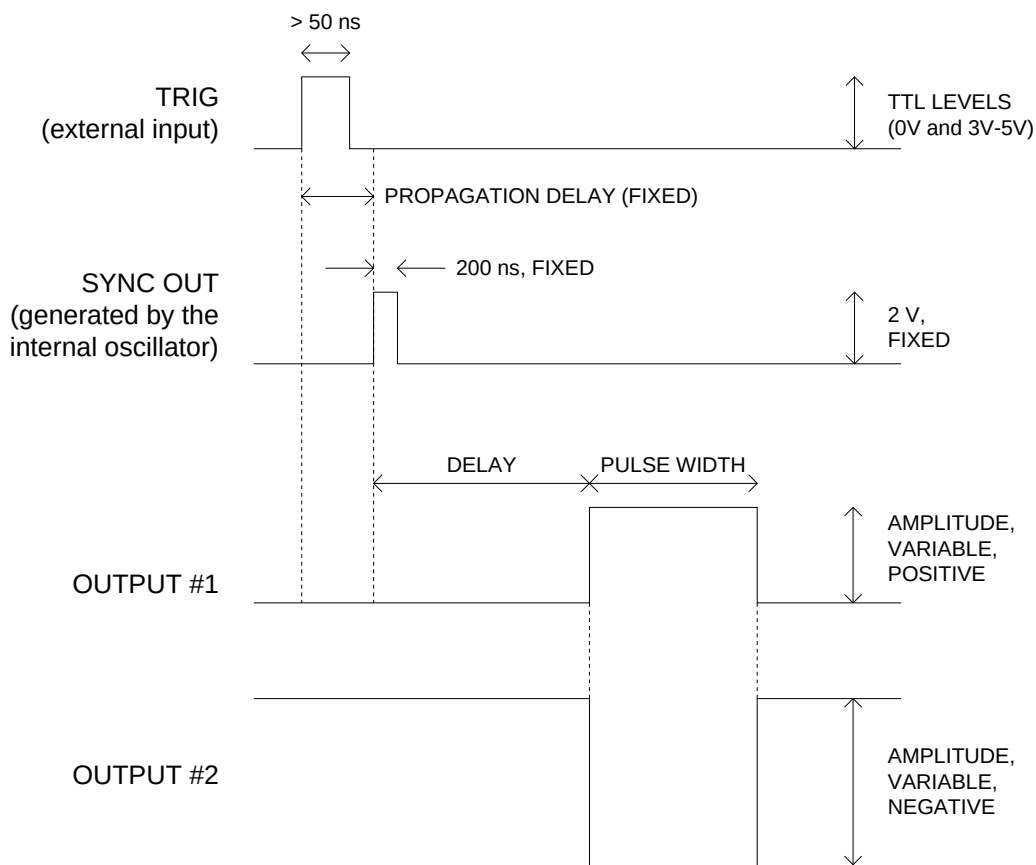 > 50 ns
TRIG
(external input)
TTL LEVELS
(0V and 3V-5V)
PROPAGATION DELAY (FIXED)
200 ns, FIXED
SYNC OUT
(generated by the
internal oscillator)
2 V,
FIXED
DELAY
PULSE WIDTH
AMPLITUDE,
VARIABLE,
POSITIVE
OUTPUT #1
OUTPUT #2
AMPLITUDE,
VARIABLE,
NEGATIVE